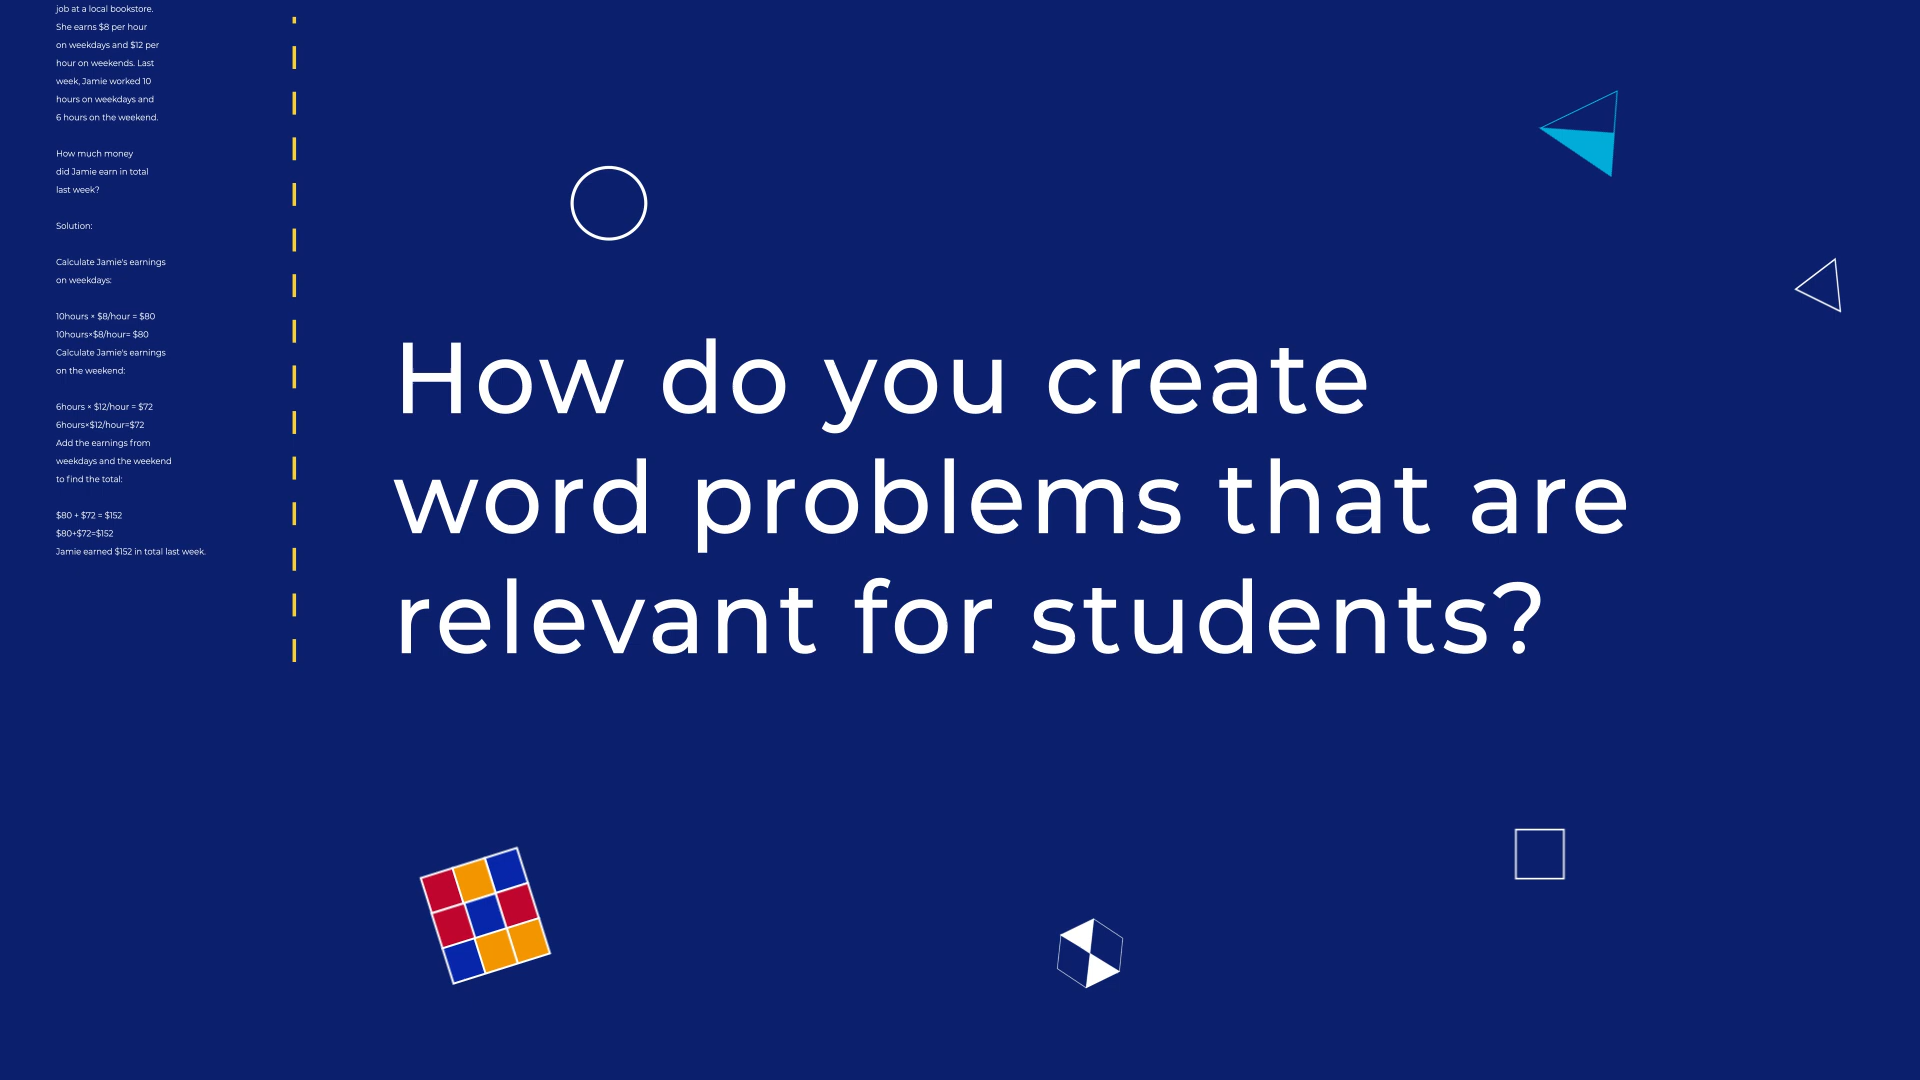 job at a local bookstore.
She earns $8 per hour
on weekdays and $12 per
hour on weekends. Last
week, Jamie worked 10
hours on weekdays and
6 hours on the weekend.
How much money
did Jamie earn in total
last week?
Solution:
Calculate Jamie's earnings
on weekdays:
10hours × $8/hour = $80
10hours×$8/hour= $80
Calculate Jamie's earnings
on the weekend:
6hours × $12/hour = $72
6hours×$12/hour=$72
Add the earnings from
weekdays and the weekend
to find the total:
$80 + $72 = $152
$80+$72=$152
Jamie earned $152 in total last week.
How do you create
word problems that are
relevant for students?